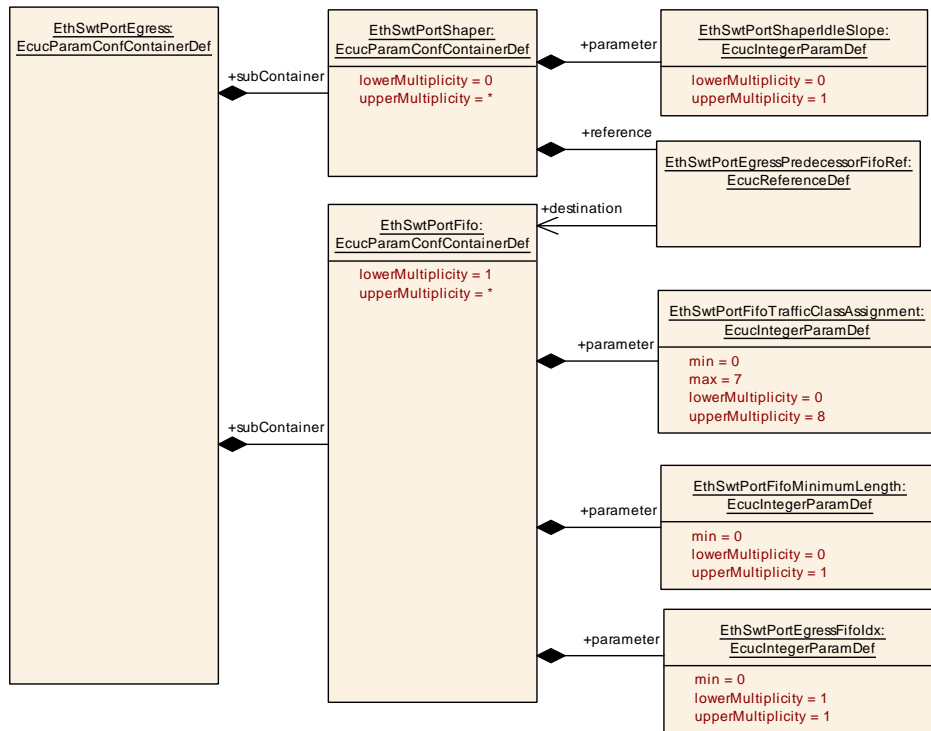 EthSwtPortEgress:
EcucParamConfContainerDef
+subContainer
EthSwtPortShaper:
EcucParamConfContainerDef
lowerMultiplicity = 0
upperMultiplicity = *
+parameter
EthSwtPortShaperIdleSlope:
EcucIntegerParamDef
lowerMultiplicity = 0
upperMultiplicity = 1
+reference
EthSwtPortEgressPredecessorFifoRef:
EcucReferenceDef
+destination
+subContainer
EthSwtPortFifo:
EcucParamConfContainerDef
lowerMultiplicity = 1
upperMultiplicity = *
+parameter
EthSwtPortFifoTrafficClassAssignment:
EcucIntegerParamDef
min = 0
max = 7
lowerMultiplicity = 0
upperMultiplicity = 8
+parameter
EthSwtPortFifoMinimumLength:
EcucIntegerParamDef
min = 0
lowerMultiplicity = 0
upperMultiplicity = 1
+parameter
EthSwtPortEgressFifoIdx:
EcucIntegerParamDef
min = 0
lowerMultiplicity = 1
upperMultiplicity = 1